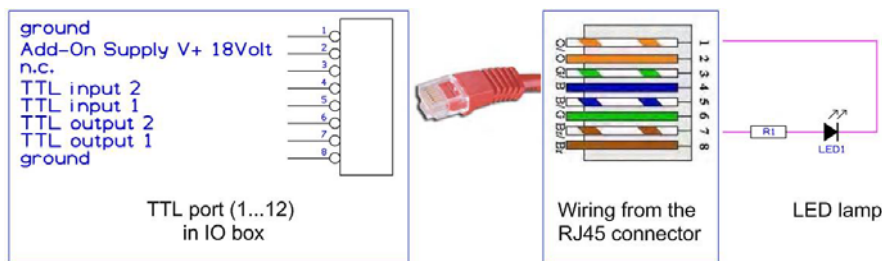 ground
Add-On Supply V+ 18Volt
n.c.
TTL input 2
TTL input 1
TTL output 2
TTL output 1
ground
1
2
3
4
5
6
7
8
TTL port (1...12)
in IO box
O/
O
G/
B
B/
G
Br/
Br
1
2
3
4
5
6
7
8
Wiring from the
RJ45 connector
R1
LED1
LED lamp